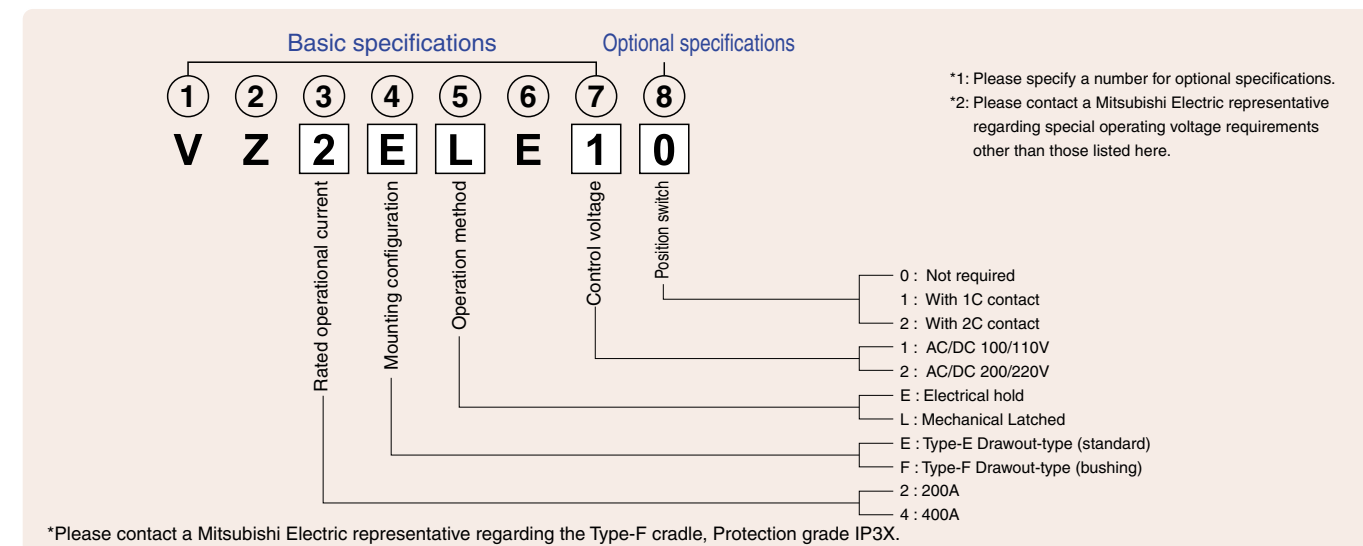 Basic specifications
Optional specifications
1 2 3 4 5 6 7 8
V Z 2 E L E 1 0
*1: Please specify a number for optional specifications.
*2: Please contact a Mitsubishi Electric representative
regarding special operating voltage requirements
other than those listed here.
Rated operational current
Mounting configuration
Operation method
Control voltage
Position switch
0 : Not required
1 : With 1C contact
2 : With 2C contact
1 : AC/DC 100/110V
2 : AC/DC 200/220V
E : Electrical hold
L : Mechanical Latched
E : Type-E Drawout-type (standard)
F : Type-F Drawout-type (bushing)
2 : 200A
4 : 400A
*Please contact a Mitsubishi Electric representative regarding the Type-F cradle, Protection grade IP3X.